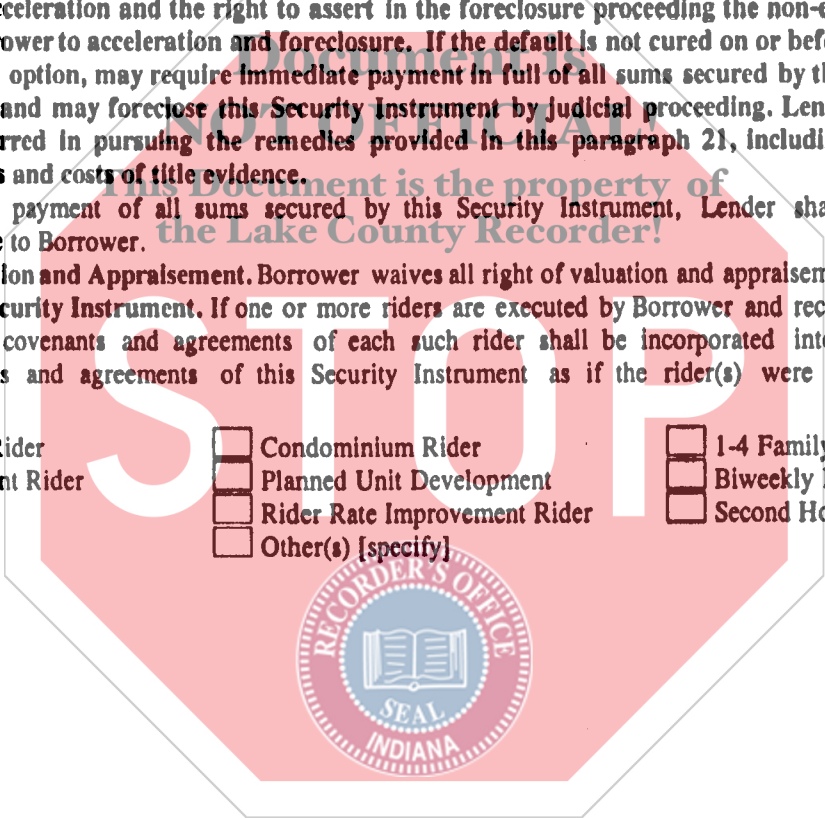 cceleration and the right to assert in the foreclosure proceeding the non-e
ower to acceleration and foreclosure. If the default is not cured on or bef
Document is
option, may require immediate payment in full of all sums secured by th
and may foreclose this Security Instrument by judicial proceeding. Len
NOT OFFICIAL!
rred in pursuing the remedies provided in this paragraph 21, includi
s and costs of title evidence.
This Document is the property of
payment of all sums secured by this Security Instrument, Lender sha
the Lake County Recorder!
e to Borrower.
ion and Appraisement. Borrower waives all right of valuation and appraisem
curity Instrument. If one or more riders are executed by Borrower and rec
covenants and agreements of each such rider shall be incorporated int
s and agreements of this Security Instrument as if the rider(s) were
STOP
ider Condominium Rider 1-4 Family
nt Rider Planned Unit Development Biweekly
Rider Rate Improvement Rider Second Ho
Other(s) [specify]
RECORDER'S OFFICE
SEAL
INDIANA